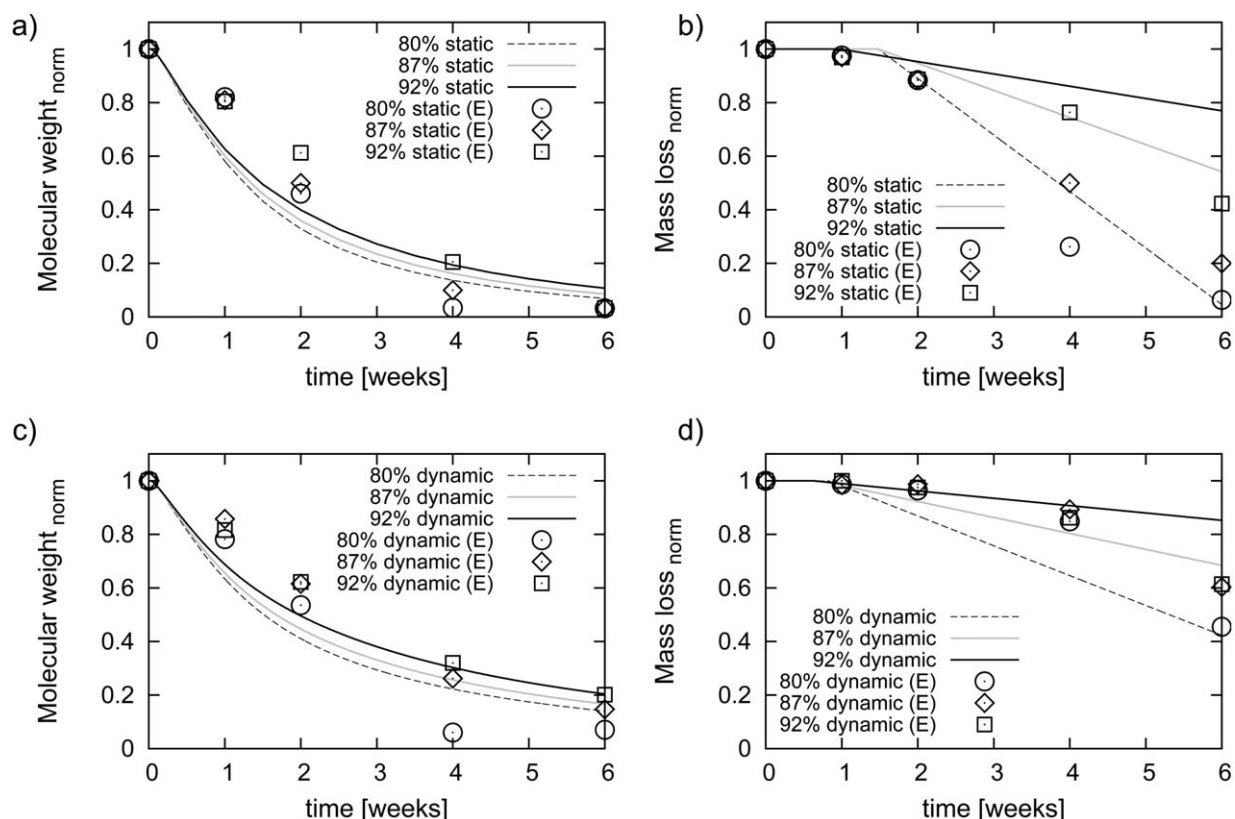 a)
Molecular weight norm
1
0.8
0.6
0.4
0.2
0
0 1 2 3 4 5 6
time [weeks]
80% static
87% static
92% static
80% static (E)
87% static (E)
92% static (E)
b)
Mass loss norm
1
0.8
0.6
0.4
0.2
0
0 1 2 3 4 5 6
time [weeks]
80% static
87% static
92% static
80% static (E)
87% static (E)
92% static (E)
c)
Molecular weight norm
1
0.8
0.6
0.4
0.2
0
0 1 2 3 4 5 6
time [weeks]
80% dynamic
87% dynamic
92% dynamic
80% dynamic (E)
87% dynamic (E)
92% dynamic (E)
d)
Mass loss norm
1
0.8
0.6
0.4
0.2
0
0 1 2 3 4 5 6
time [weeks]
80% dynamic
87% dynamic
92% dynamic
80% dynamic (E)
87% dynamic (E)
92% dynamic (E)